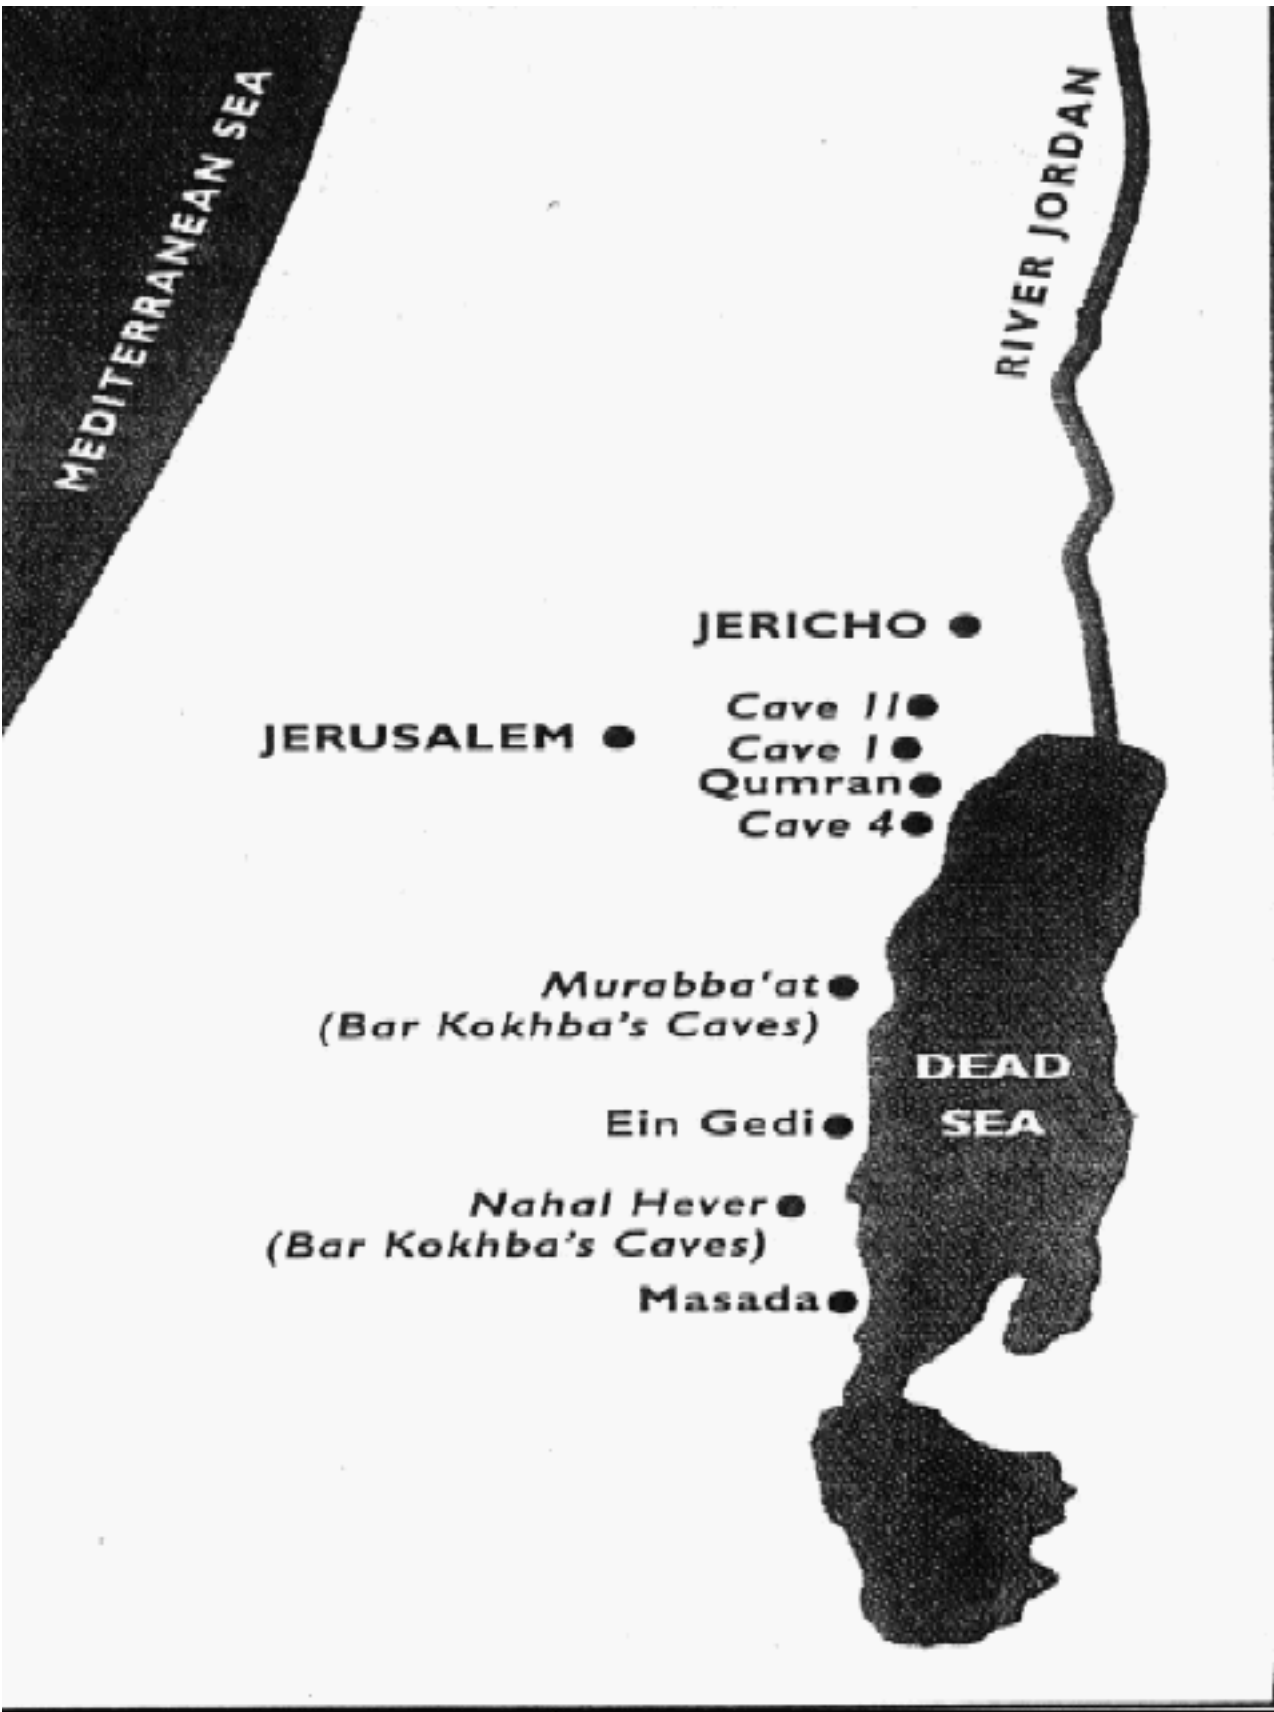 MEDITERRANEAN SEA
RIVER JORDAN
JERICHO
Cave 11
JERUSALEM
Cave 1
Qumran
Cave 4
Murabba'at
(Bar Kokhba's Caves)
DEAD
SEA
Ein Gedi
Nahal Hever
(Bar Kokhba's Caves)
Masada